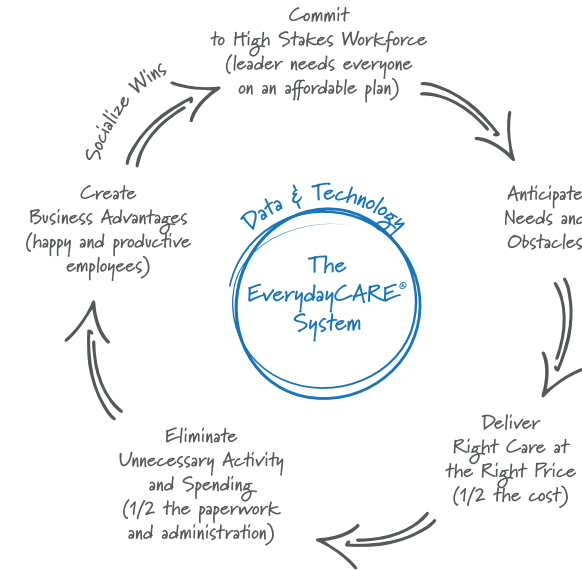 Commit
to High Stakes Workforce
(leader needs everyone
on an affordable plan)
Socialize Wins
Anticipate
Needs and
Obstacles
Create
Business Advantages
(happy and productive
employees)
Data & Technology
The
EverydayCARE®
System
Deliver
Right Care at
the Right Price
(1/2 the cost)
Eliminate
Unnecessary Activity
and Spending
(1/2 the paperwork
and administration)